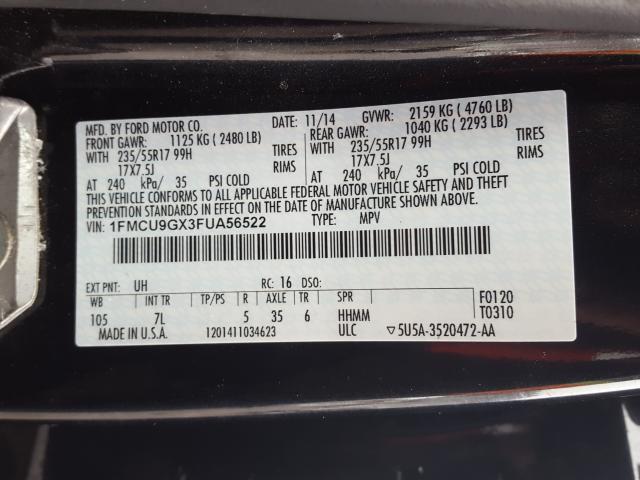 MFD. BY FORD MOTOR CO. DATE: 11/14 GVWR: 2159 KG ( 4760 LB)
FRONT GAWR: 1125 KG ( 2480 LB) REAR GAWR: 1040 KG ( 2293 LB)
WITH 235/55R17 99H TIRES WITH 235/55R17 99H TIRES
17X7.5J RIMS 17X7.5J RIMS
AT 240 kPa/ 35 PSI COLD AT 240 kPa/ 35 PSI COLD
THIS VEHICLE CONFORMS TO ALL APPLICABLE FEDERAL MOTOR VEHICLE SAFETY AND THEFT
PREVENTION STANDARDS IN EFFECT ON THE DATE OF MANUFACTURE SHOWN ABOVE.
VIN: 1FMCU9GX3FUA56522 TYPE: MPV
EXT PNT: UH RC: 16 DSO: F0120
WB INT TR TP/PS R AXLE TR SPR T0310
105 7L 5 35 6 HHMM
MADE IN U.S.A. 1201411034623 ULC ▽5U5A-3520472-AA